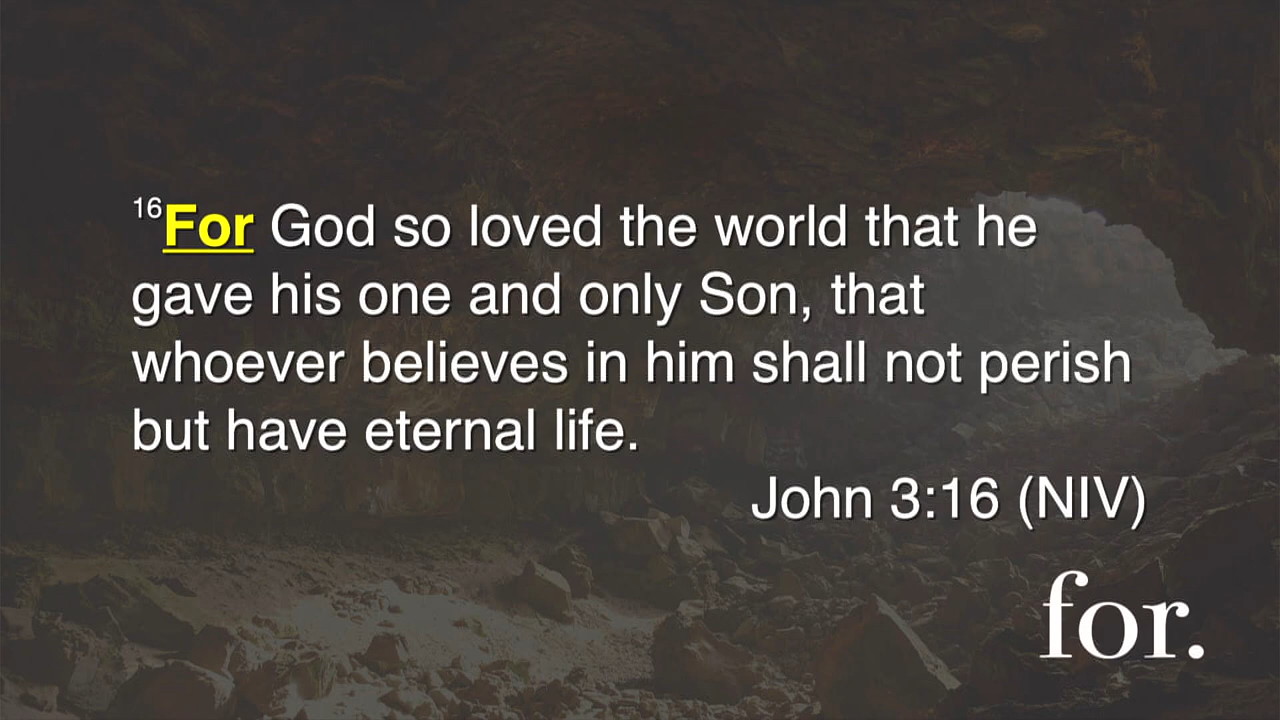 16For God so loved the world that he
gave his one and only Son, that
whoever believes in him shall not perish
but have eternal life.
John 3:16 (NIV)
for.